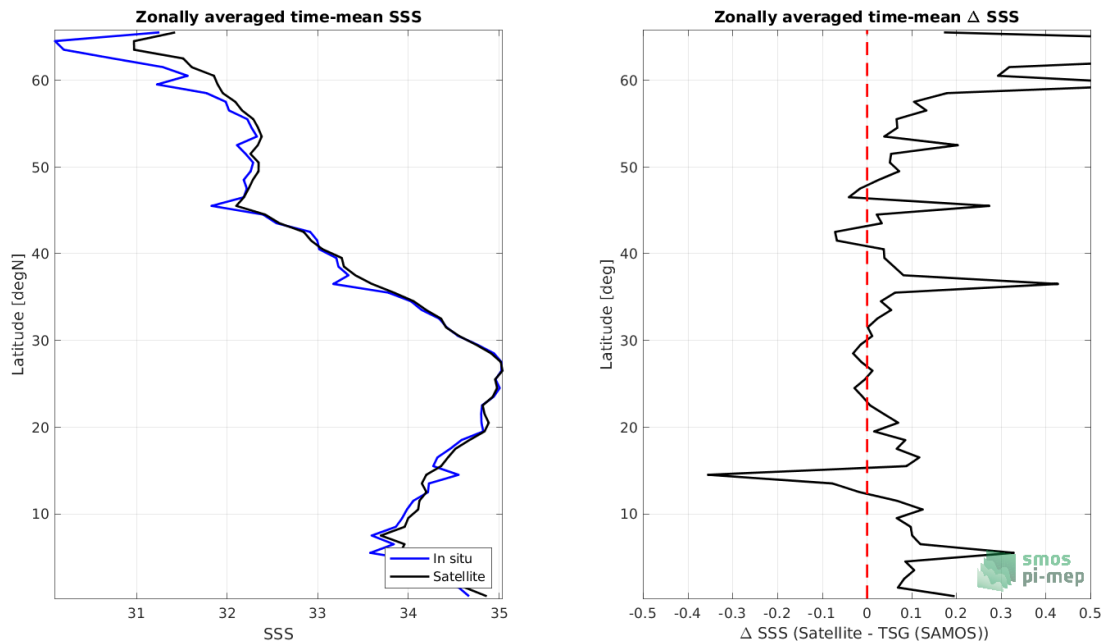 Zonally averaged time-mean SSS
60
50
40
30
20
10
Latitude [degN]
31
32
33
34
35
SSS
In situ
Satellite
Zonally averaged time-mean Δ SSS
60
50
40
30
20
10
Latitude [deg]
-0.5
-0.4
-0.3
-0.2
-0.1
0
0.1
0.2
0.3
0.4
0.5
Δ SSS (Satellite - TSG (SAMOS))
smos
pi-mep